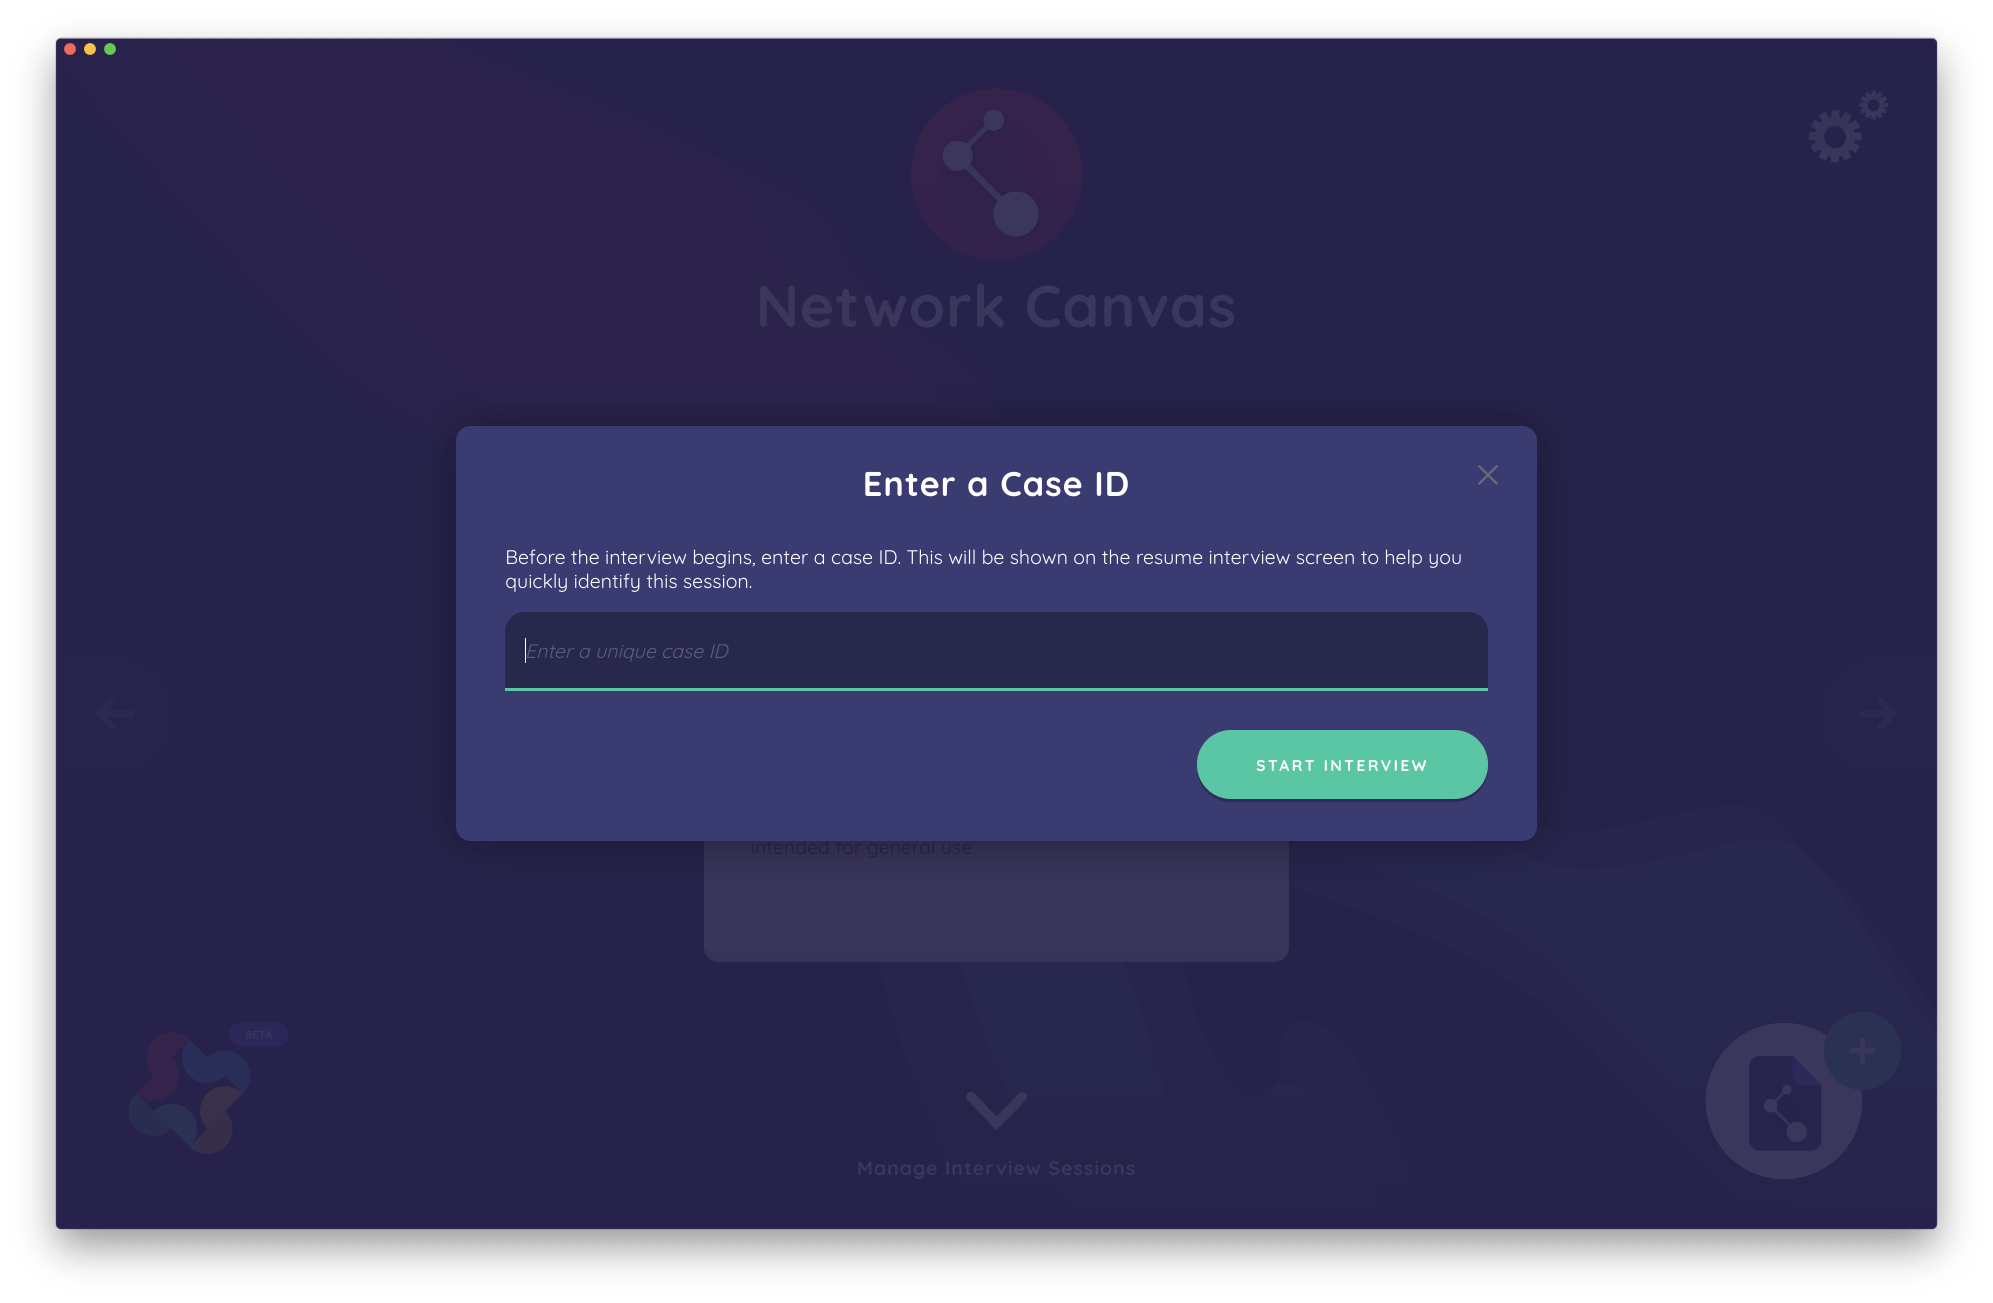 Network Canvas
Enter a Case ID
Before the interview begins, enter a case ID. This will be shown on the resume interview screen to help you
quickly identify this session.
Enter a unique case ID
START INTERVIEW
intended for general use.
BETA
Manage Interview Sessions